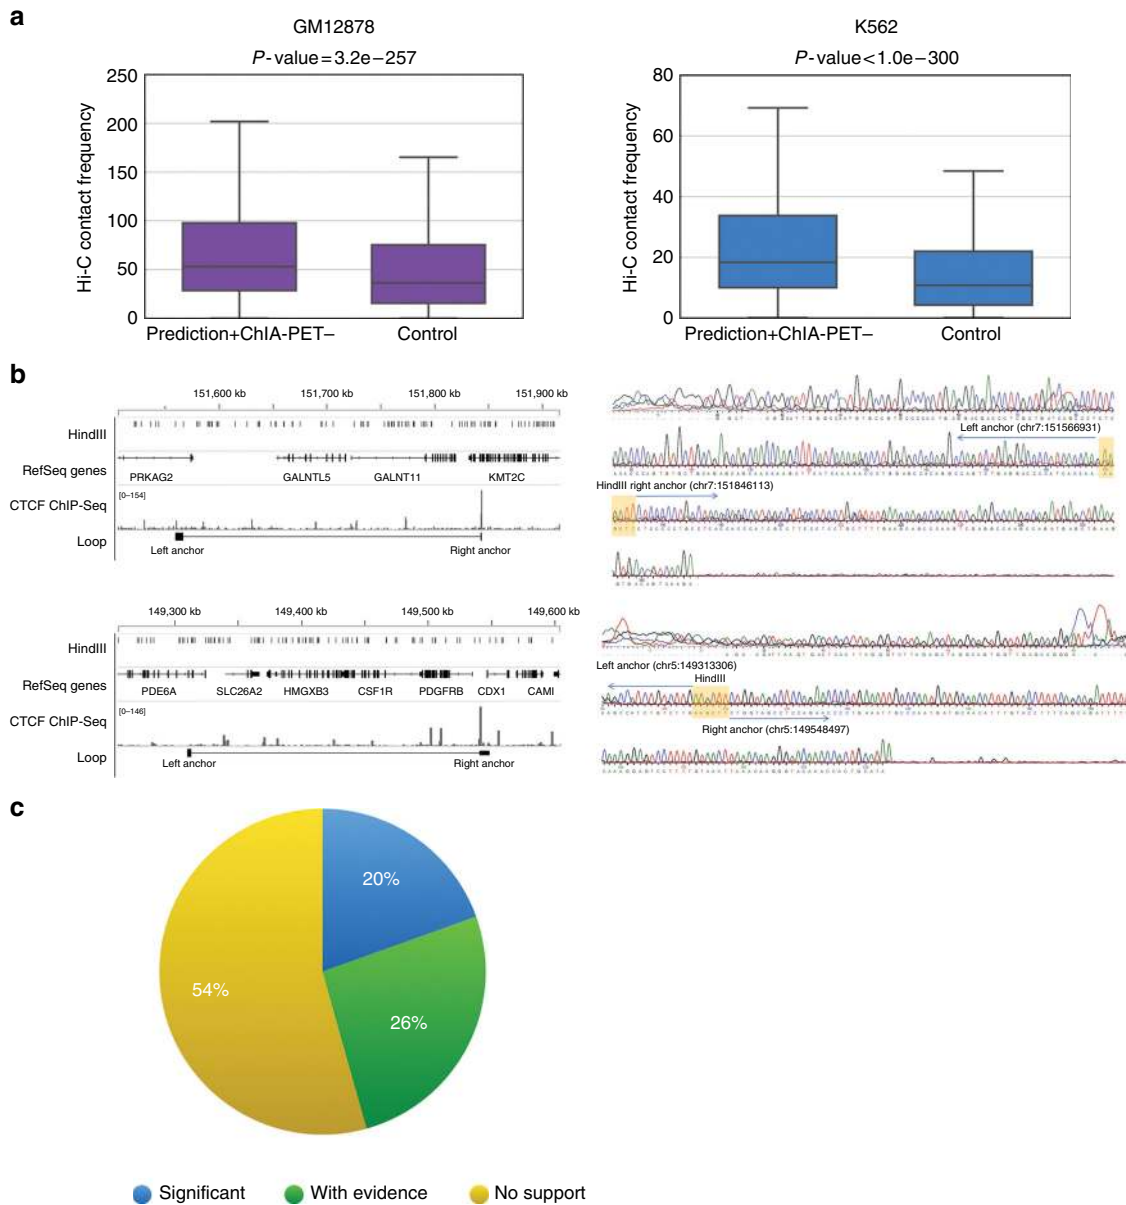 a
GM12878
P-value=3.2e−257
Hi-C contact frequency
250
200
150
100
50
0
Prediction+ChIA-PET−
Control
K562
P-value<1.0e−300
Hi-C contact frequency
80
60
40
20
0
Prediction+ChIA-PET−
Control
b
151,600 kb 151,700 kb 151,800 kb 151,900 kb
HindIII
RefSeq genes
PRKAG2 GALNTL5 GALNT11 KMT2C
CTCF ChIP-Seq
[0–154]
Loop
Left anchor Right anchor
Left anchor (chr7:151566931)
HindIII right anchor (chr7:151846113)
149,300 kb 149,400 kb 149,500 kb 149,600 kb
HindIII
RefSeq genes
PDE6A SLC26A2 HMGXB3 CSF1R PDGFRB CDX1 CAMI
CTCF ChIP-Seq
[0–146]
Loop
Left anchor Right anchor
Left anchor (chr5:149313306)
HindIII
Right anchor (chr5:149548497)
c
20%
26%
54%
Significant With evidence No support